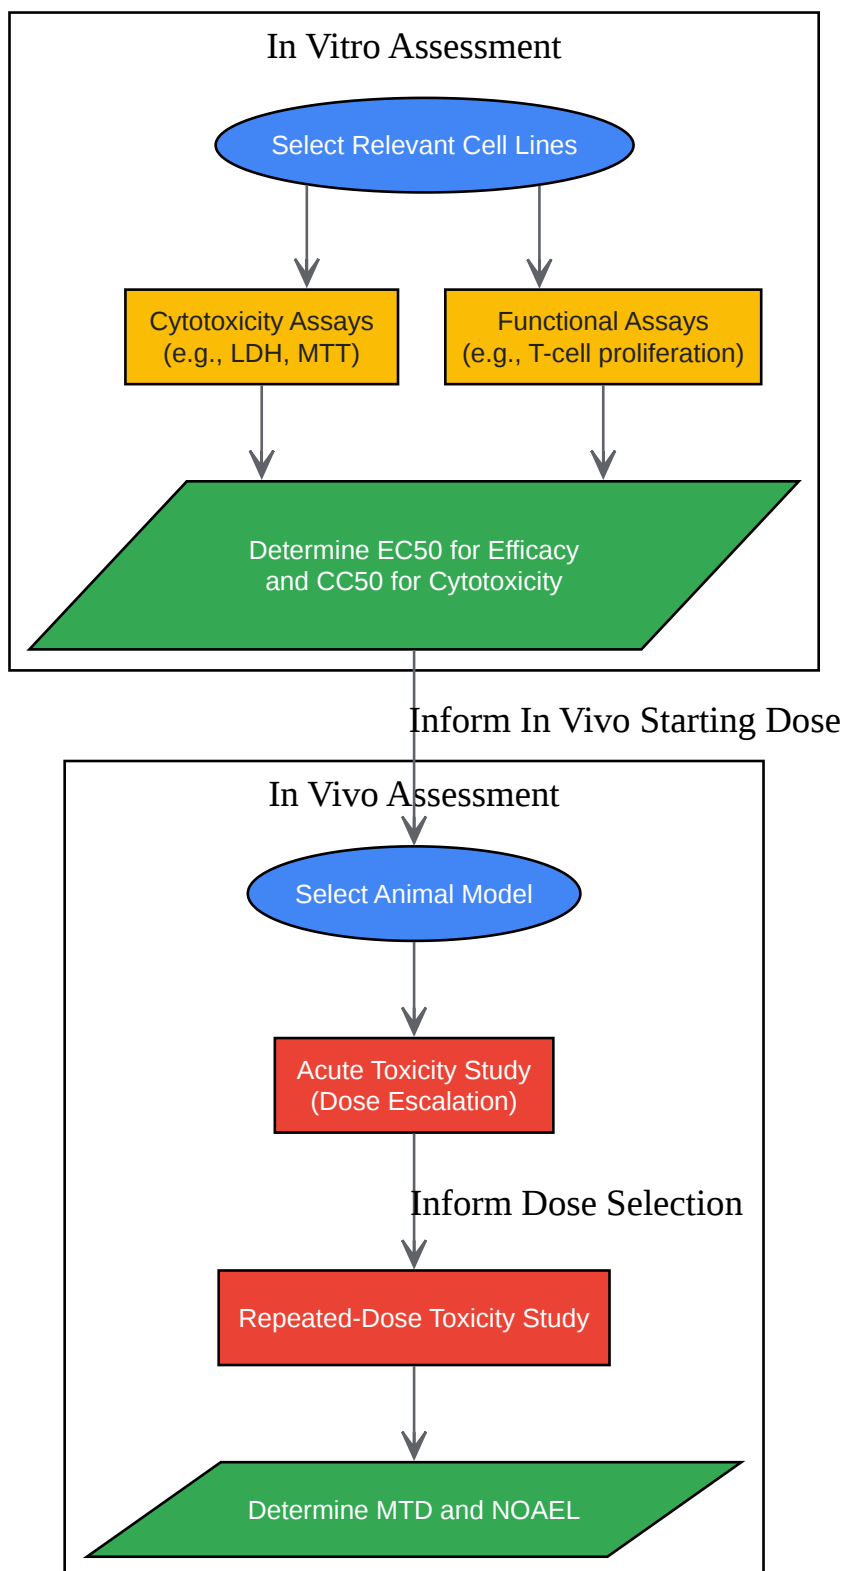 In Vitro Assessment
Select Relevant Cell Lines
Cytotoxicity Assays
(e.g., LDH, MTT)
Functional Assays
(e.g., T-cell proliferation)
Determine EC50 for Efficacy
and CC50 for Cytotoxicity
Inform In Vivo Starting Dose
In Vivo Assessment
Select Animal Model
Acute Toxicity Study
(Dose Escalation)
Inform Dose Selection
Repeated-Dose Toxicity Study
Determine MTD and NOAEL